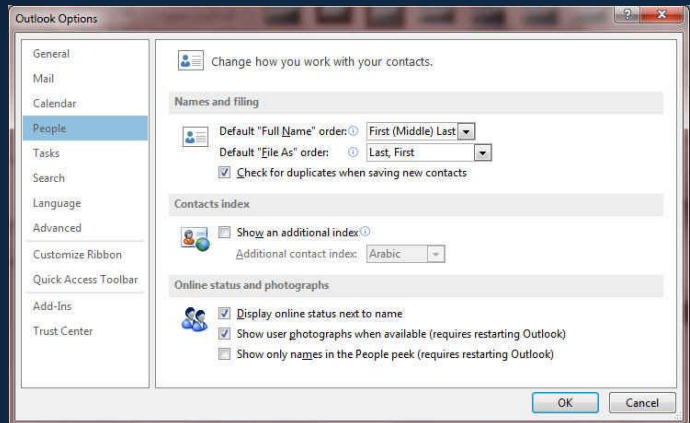 Outlook Options
General
Mail
Calendar
People
Tasks
Search
Language
Advanced
Customize Ribbon
Quick Access Toolbar
Add-Ins
Trust Center
Change how you work with your contacts.
Names and filing
Default "Full Name" order: First (Middle) Last
Default "File As" order: Last, First
Check for duplicates when saving new contacts
Contacts index
Show an additional index
Additional contact index: Arabic
Online status and photographs
Display online status next to name
Show user photographs when available (requires restarting Outlook)
Show only names in the People peek (requires restarting Outlook)
OK Cancel